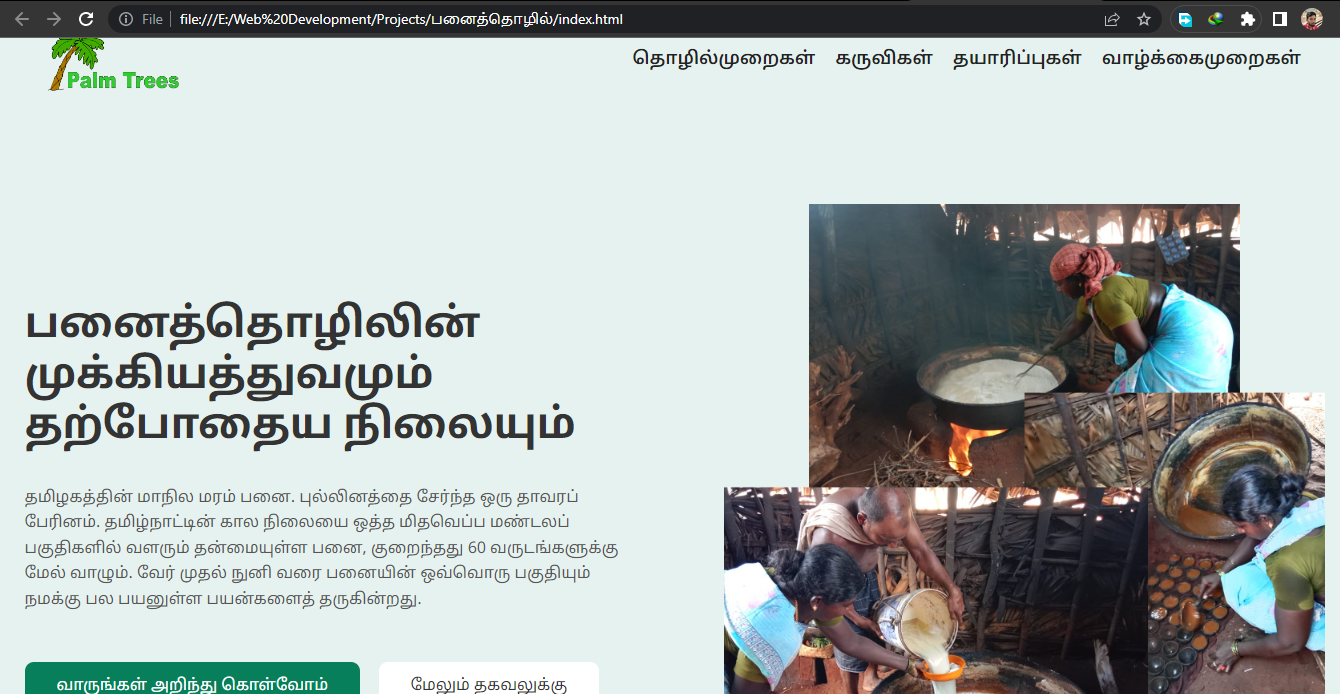 File
file:///E:/Web%20Development/Projects/பனைத்தொழில்/index.html
Palm Trees
தொழில்முறைகள் கருவிகள் தயாரிப்புகள் வாழ்க்கைமுறைகள்
பனைத்தொழிலின்
முக்கியத்துவமும்
தற்போதைய நிலையும்
தமிழகத்தின் மாநில மரம் பனை. புல்லினத்தை சேர்ந்த ஒரு தாவரப்
பேரினம். தமிழ்நாட்டின் கால நிலையை ஒத்த மிதவெப்ப மண்டலப்
பகுதிகளில் வளரும் தன்மையுள்ள பனை, குறைந்தது 60 வருடங்களுக்கு
மேல் வாழும். வேர் முதல் நுனி வரை பனையின் ஒவ்வொரு பகுதியும்
நமக்கு பல பயனுள்ள பயன்களைத் தருகின்றது.
வாருங்கள் அறிந்து கொள்வோம்
மேலும் தகவலுக்கு